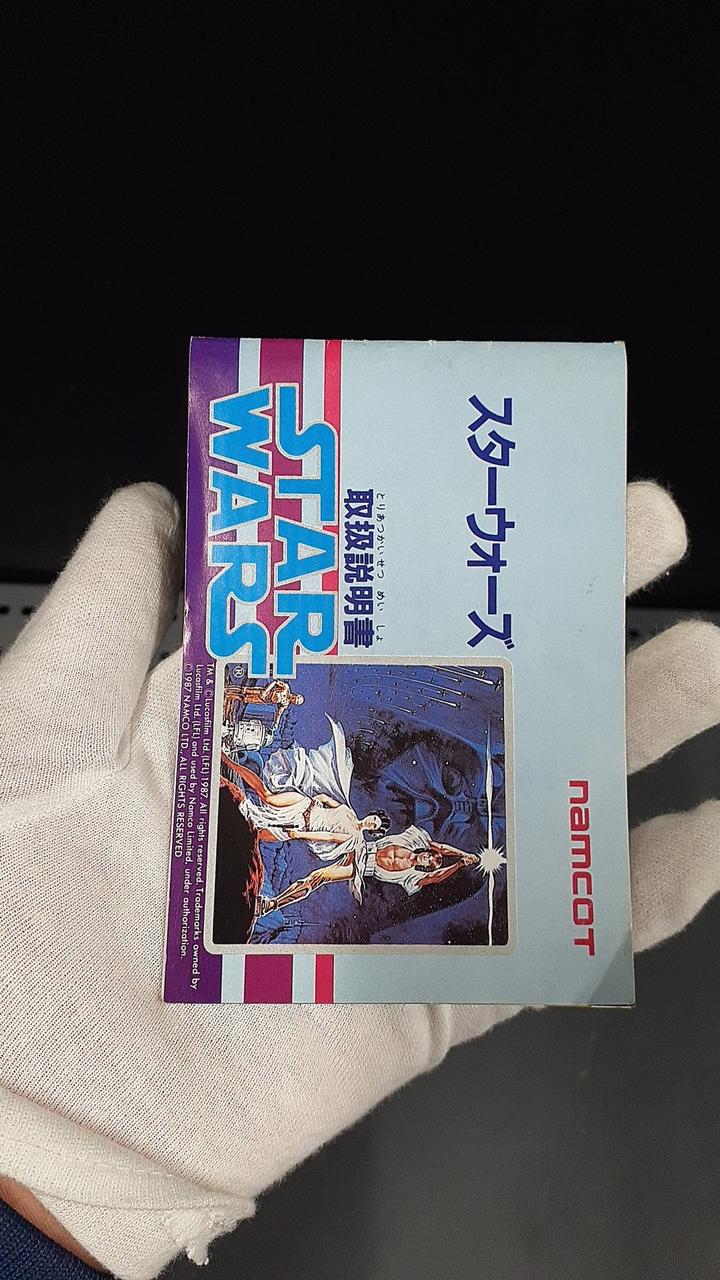 namcot
スターウォーズ
とりあつかいせつ めい しょ
取扱説明書
STAR
WARS®
TM & © Lucasfilm Ltd. (LFL) 1987. All rights reserved. Trademarks owned by
Lucasfilm Ltd. (LFL) and used by Namco Limited, under authorization.
© 1987 NAMCO LTD. ALL RIGHTS RESERVED